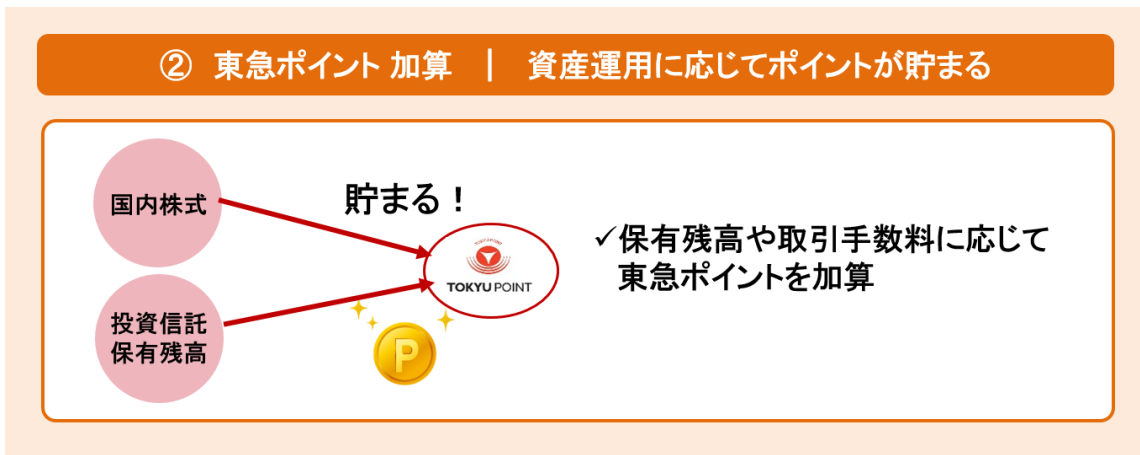 ② 東急ポイント 加算 | 資産運用に応じてポイントが貯まる
国内株式
貯まる！
TOKYU POINT
投資信託
保有残高
P
✓保有残高や取引手数料に応じて
東急ポイントを加算